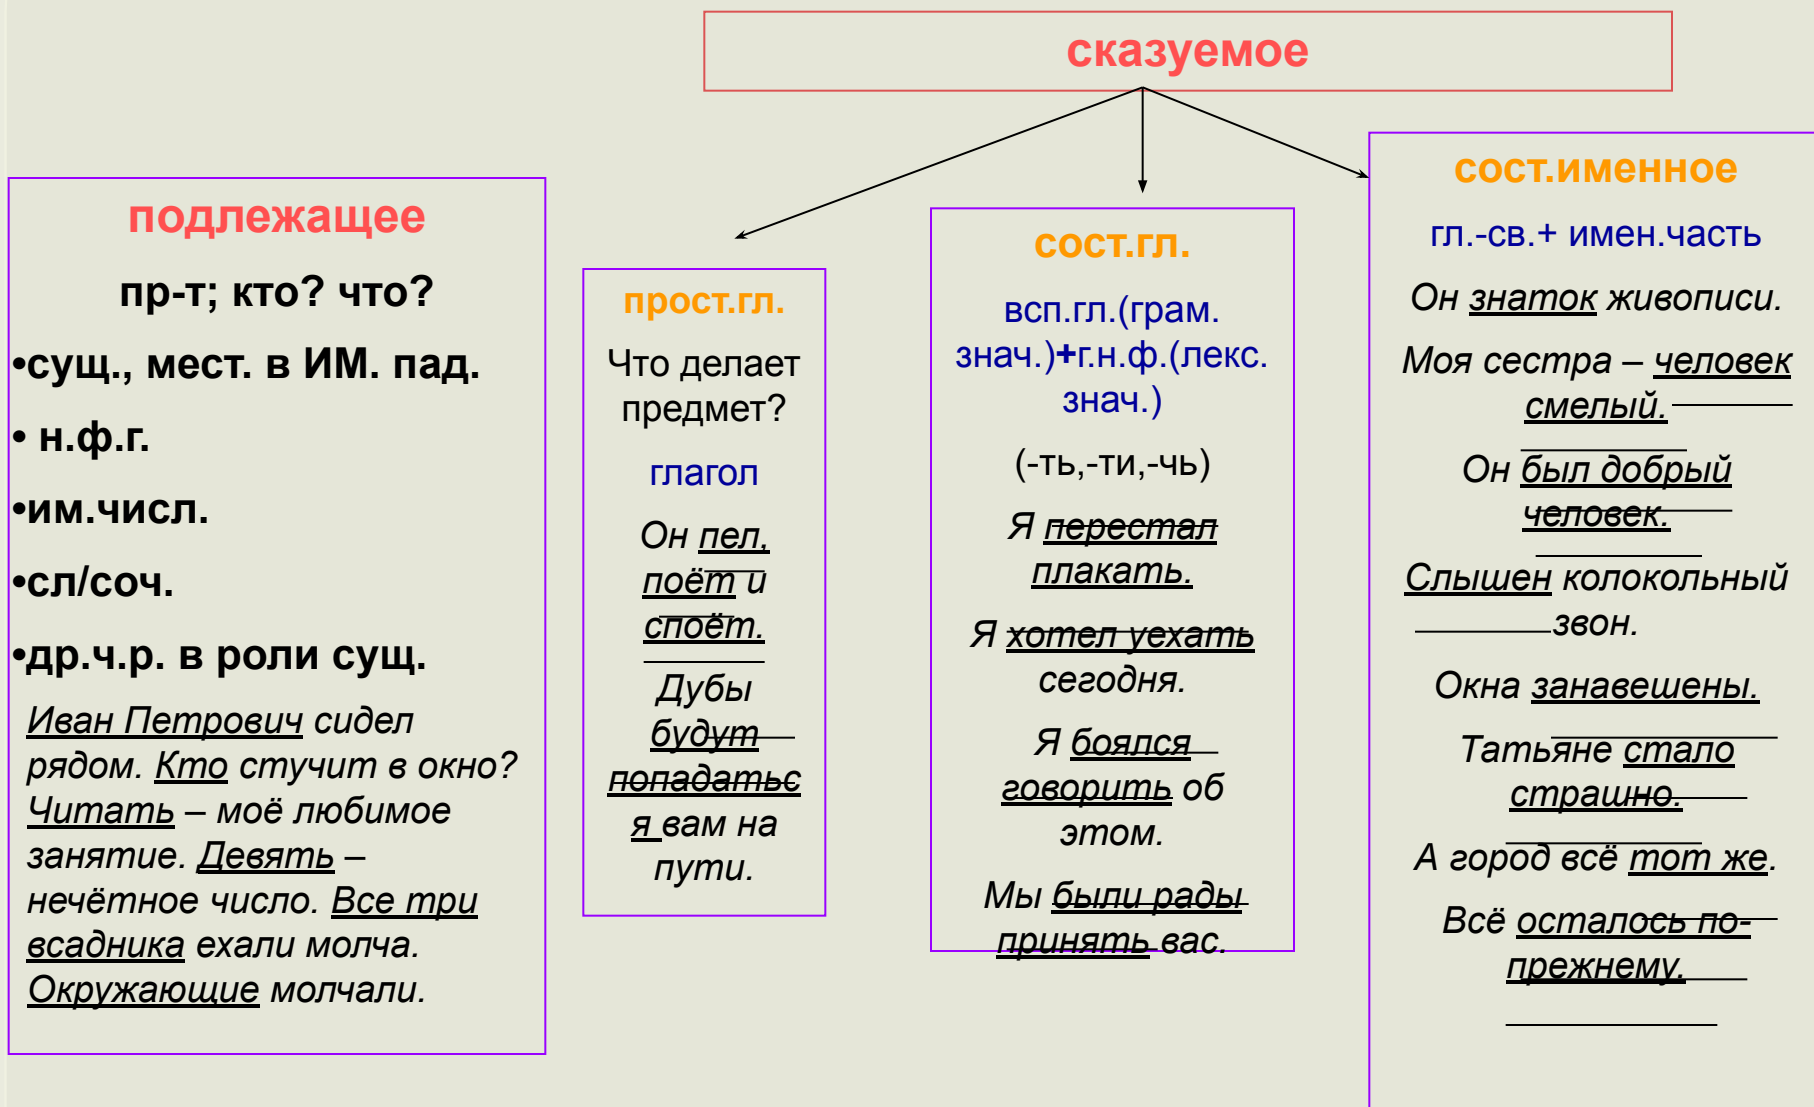 сказуемое
подлежащее
пр-т; кто? что?
•сущ., мест. в ИМ. пад.
• н.ф.г.
•им.числ.
•сл/соч.
•др.ч.р. в роли сущ.
Иван Петрович сидел
рядом. Кто стучит в окно?
Читать – моё любимое
занятие. Девять –
нечётное число. Все три
всадника ехали молча.
Окружающие молчали.
прост.гл.
Что делает
предмет?
глагол
Он пел,
поёт и
споёт.
Дубы
будут
попадатьс
я вам на
пути.
сост.гл.
всп.гл.(грам.
знач.)+г.н.ф.(лекс.
знач.)
(-ть,-ти,-чь)
Я перестал
плакать.
Я хотел уехать
сегодня.
Я боялся
говорить об
этом.
Мы были рады
принять вас.
сост.именное
гл.-св.+ имен.часть
Он знаток живописи.
Моя сестра – человек
смелый.
Он был добрый
человек.
Слышен колокольный
звон.
Окна занавешены.
Татьяне стало
страшно.
А город всё тот же.
Всё осталось по-
прежнему.